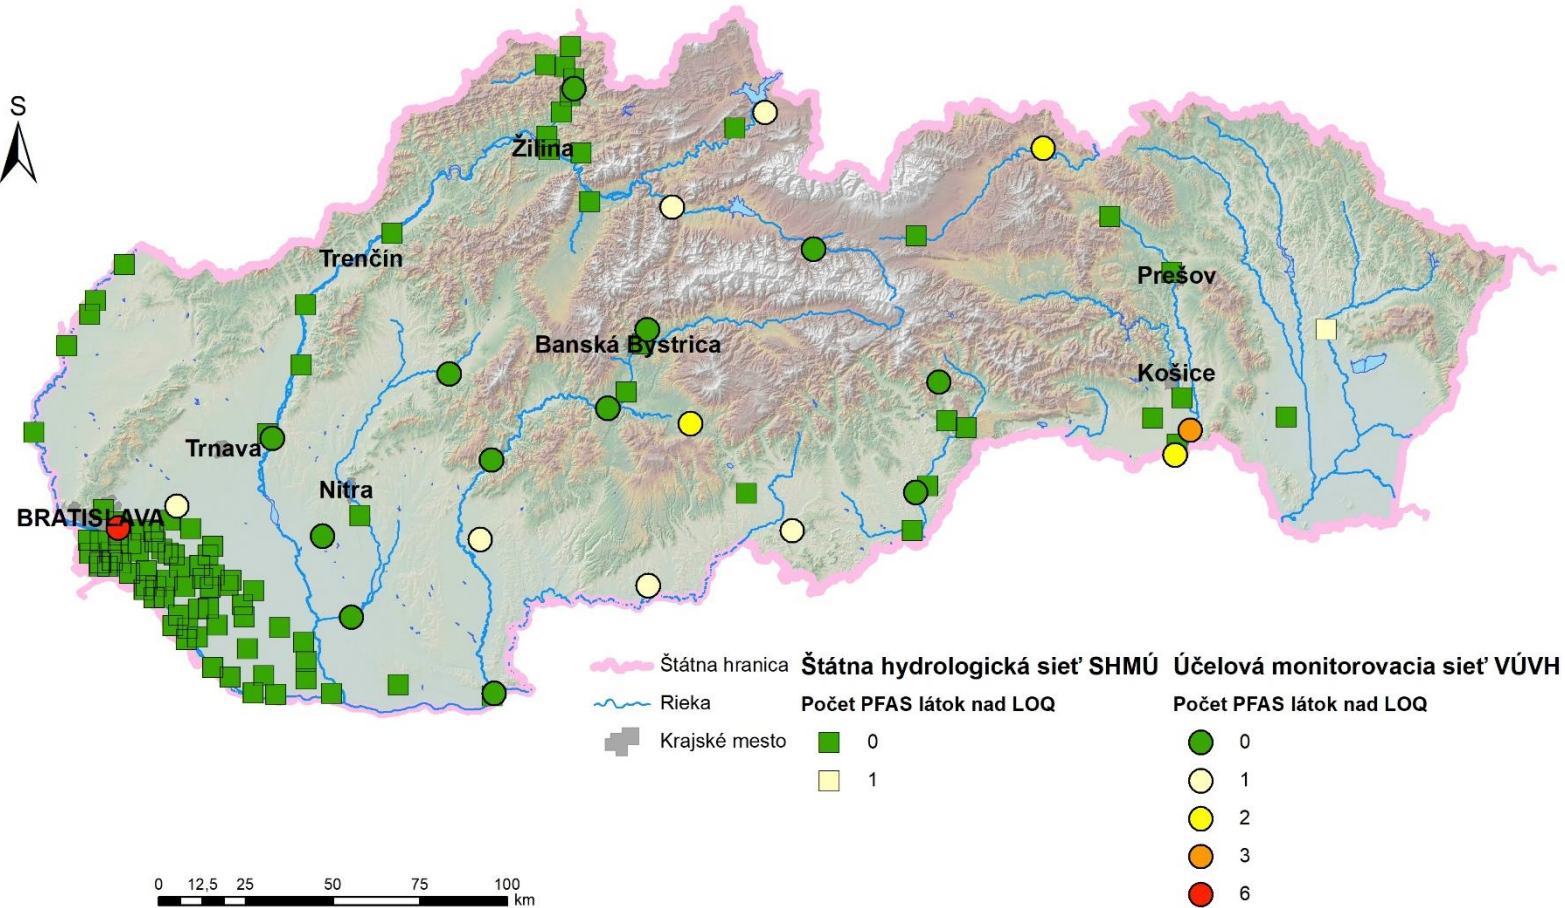 S
Žilina
Trenčín
Prešov
Banská Bystrica
Košice
Trnava
Nitra
BRATISLAVA
Štátna hranica
Rieka
Krajské mesto
Štátna hydrologická sieť SHMÚ
Počet PFAS látok nad LOQ
0
1
Účelová monitorovacia sieť VÚVH
Počet PFAS látok nad LOQ
0
1
2
3
6
0 12,5 25 50 75 100
km